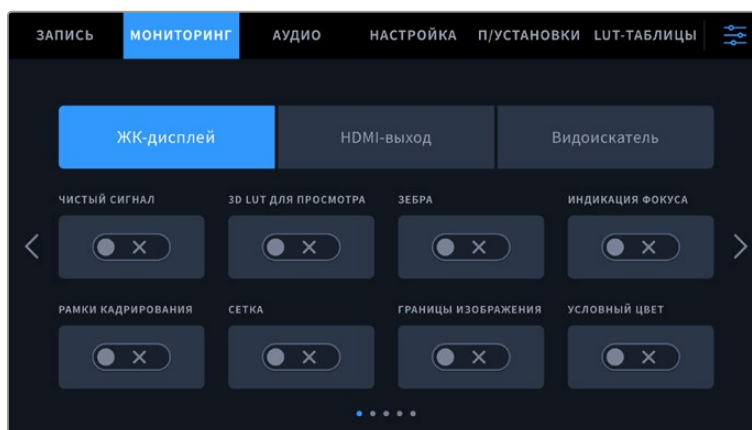 ЗАПИСЬ МОНИТОРИНГ АУДИО НАСТРОЙКА П/УСТАНОВКИ LUT-ТАБЛИЦЫ
ЖК-дисплей HDMI-выход Видоискатель
ЧИСТЫЙ СИГНАЛ 3D LUT ДЛЯ ПРОСМОТРА ЗЕБРА ИНДИКАЦИЯ ФОКУСА
РАМКИ КАДРИРОВАНИЯ СЕТКА ГРАНИЦЫ ИЗОБРАЖЕНИЯ УСЛОВНЫЙ ЦВЕТ